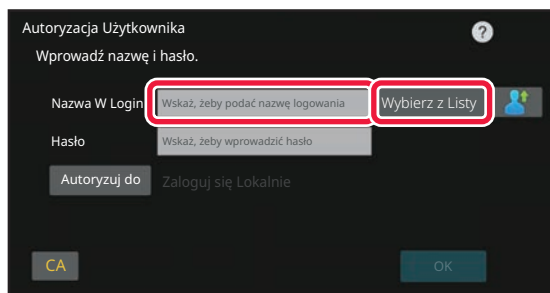 Autoryzacja Użytkownika
?
Wprowadź nazwę i hasło.
Nazwa W Login
Wskaż, żeby podać nazwę logowania
Wybierz z Listy
Hasło
Wskaż, żeby wprowadzić hasło
Autoryzuj do
Zaloguj się Lokalnie
CA
OK